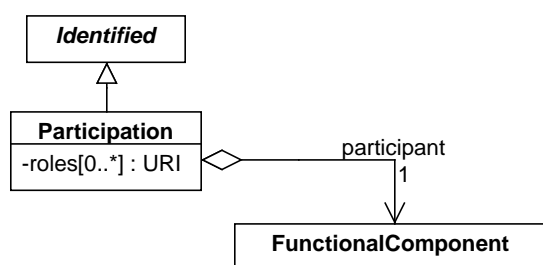 Identified
Participation
-roles[0..*] : URI
participant
1
FunctionalComponent